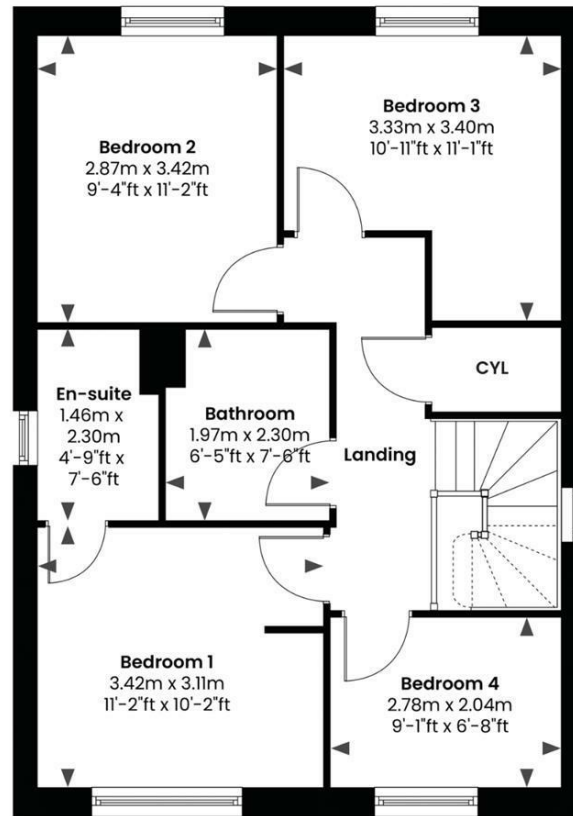 Bedroom 2
2.87m x 3.42m
9'-4"ft x 11'-2"ft
Bedroom 3
3.33m x 3.40m
10'-11"ft x 11'-1"ft
En-suite
1.46m x
2.30m
4'-9"ft x
7'-6"ft
Bathroom
1.97m x 2.30m
6'-5"ft x 7'-6"ft
CYL
Landing
Bedroom 1
3.42m x 3.11m
11'-2"ft x 10'-2"ft
Bedroom 4
2.78m x 2.04m
9'-1"ft x 6'-8"ft